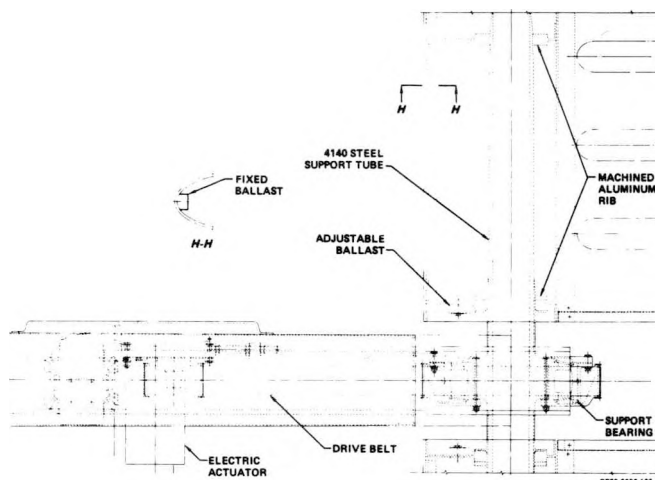 H
H
4140 STEEL
SUPPORT TUBE
FIXED
BALLAST
MACHINED
ALUMINUM
RIB
H-H
ADJUSTABLE
BALLAST
SUPPORT
BEARING
DRIVE BELT
ELECTRIC
ACTUATOR